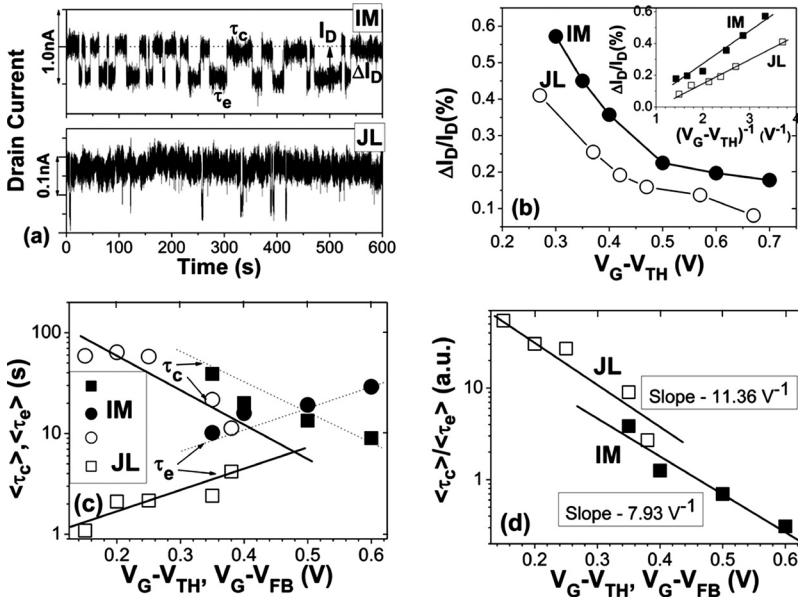 (a)
IM
τc
ID
ΔID
τe
1.0nA
Drain Current
JL
0.1nA
0 100 200 300 400 500 600
Time (s)
0.6
0.5
0.4
0.3
0.2
0.1
ΔID/ID(%)
IM
JL
(b)
0.2 0.3 0.4 0.5 0.6 0.7
VG-VTH (V)
0.6
0.4
0.2
0.0
ΔID/ID(%)
IM
JL
1 2 3 4
(VG-VTH)-1 (V-1)
100
10
1
<τc>,<τe> (s)
τc
IM
JL
τe
(c)
0.2 0.3 0.4 0.5 0.6
VG-VTH, VG-VFB (V)
10
1
<τc>/<τe> (a.u.)
JL
Slope - 11.36 V-1
IM
Slope - 7.93 V-1
(d)
0.2 0.3 0.4 0.5 0.6
VG-VTH, VG-VFB (V)